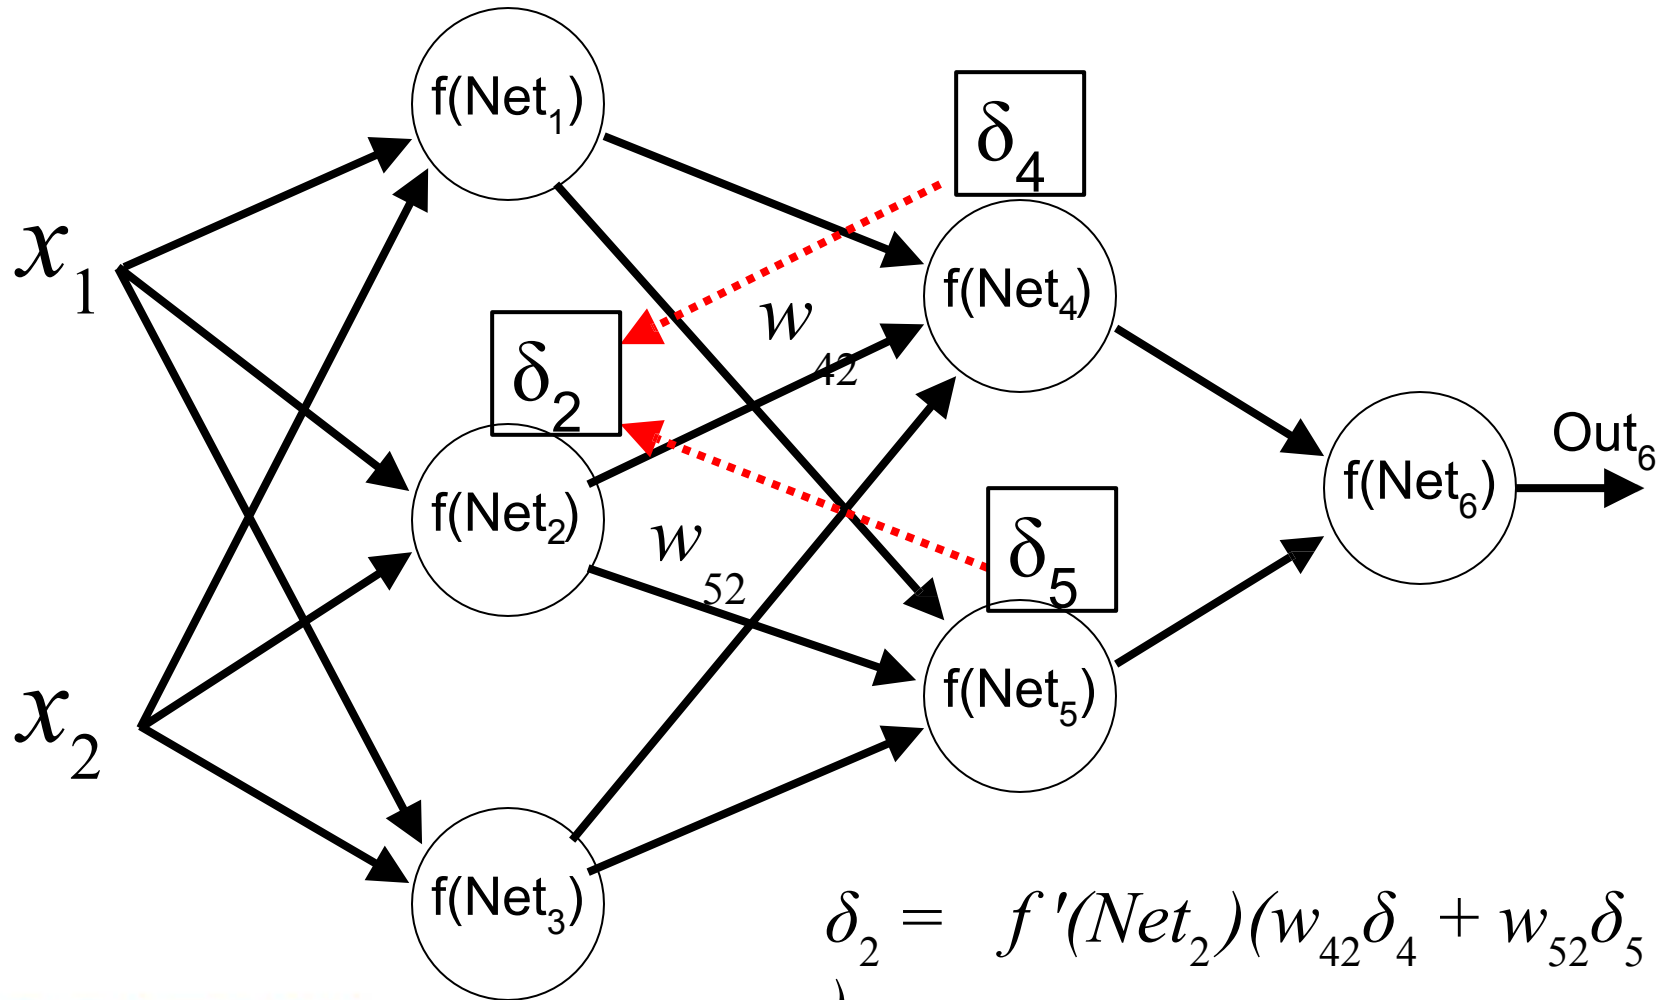 f(Net₁)
δ₄
x₁
f(Net₄)
w₄₂
δ₂
Out₆
f(Net₆)
f(Net₂)
w₅₂
δ₅
f(Net₅)
x₂
f(Net₃)
δ₂ = f '(Net₂)(w₄₂δ₄ + w₅₂δ₅
)